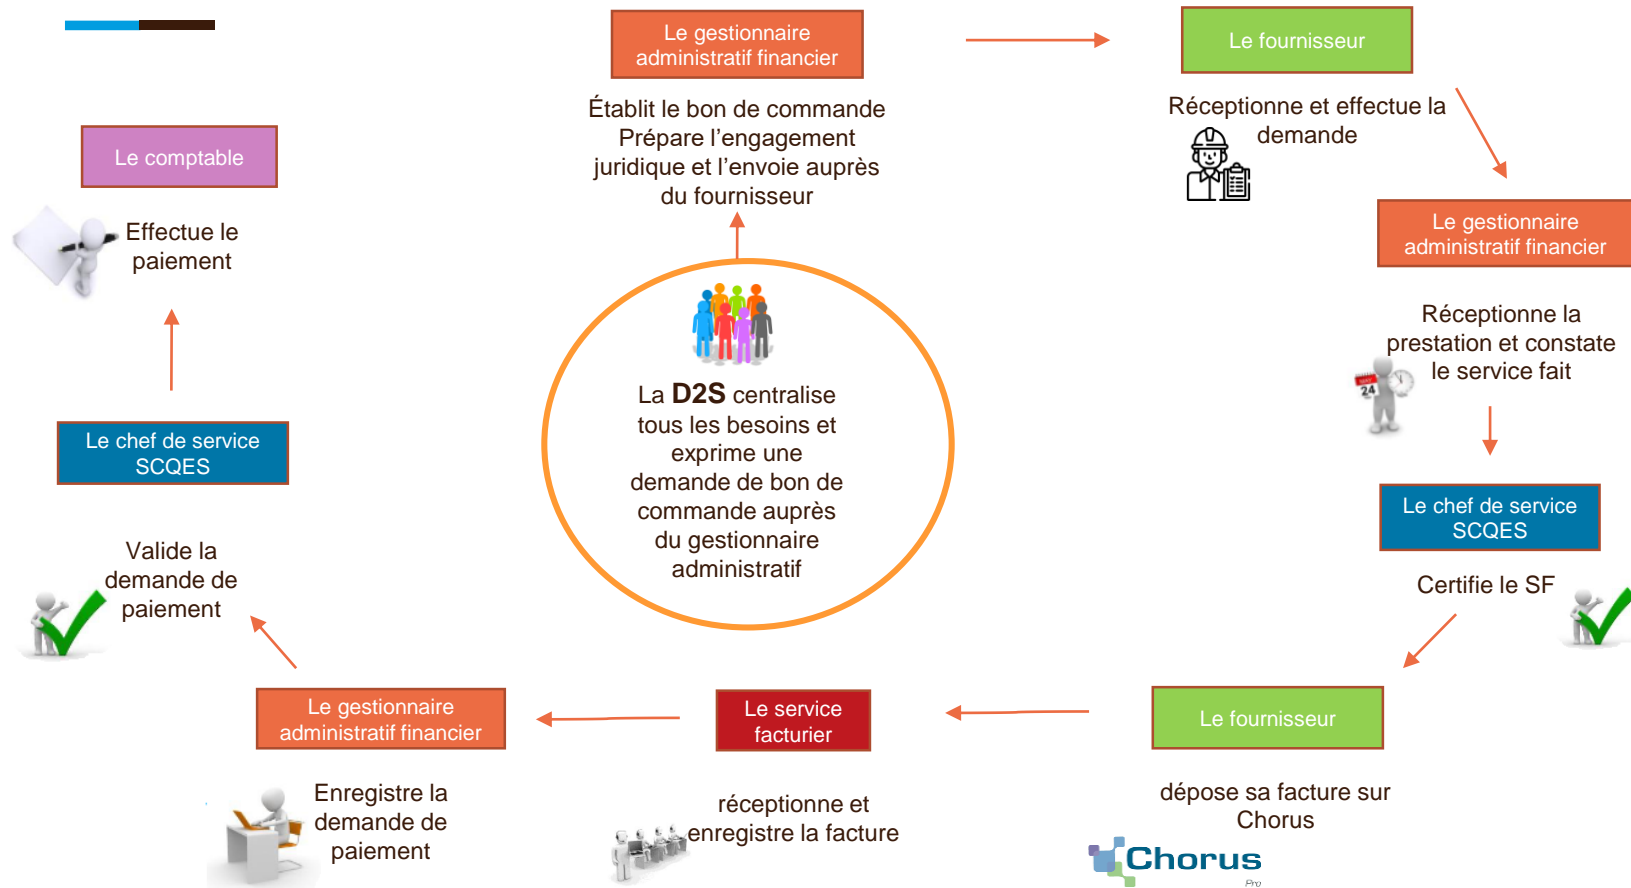 Le gestionnaire
administratif financier
Établit le bon de commande
Prépare l'engagement
juridique et l'envoie auprès
du fournisseur
Le fournisseur
Réceptionne et effectue la
demande
Le gestionnaire
administratif financier
Réceptionne la
prestation et constate
le service fait
MAY
24
Le chef de service
SCQES
Certifie le SF
Le fournisseur
dépose sa facture sur
Chorus
Chorus
Pro
Le service
facturier
réceptionne et
enregistre la facture
Le gestionnaire
administratif financier
Enregistre la
demande de
paiement
Le chef de service
SCQES
Valide la
demande de
paiement
Le comptable
Effectue le
paiement
La D2S centralise
tous les besoins et
exprime une
demande de bon de
commande auprès
du gestionnaire
administratif